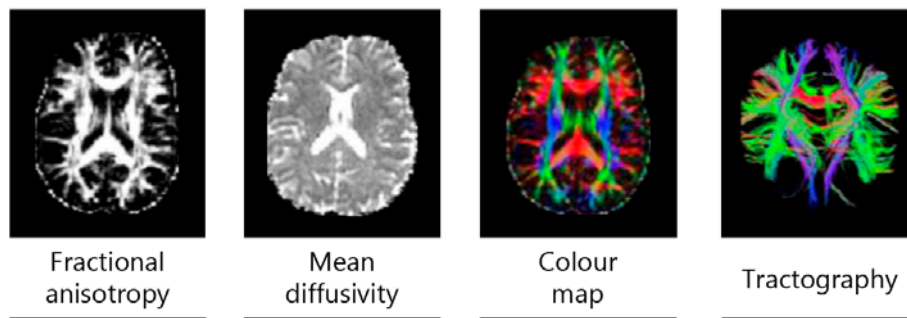 Fractional
anisotropy
Mean
diffusivity
Colour
map
Tractography